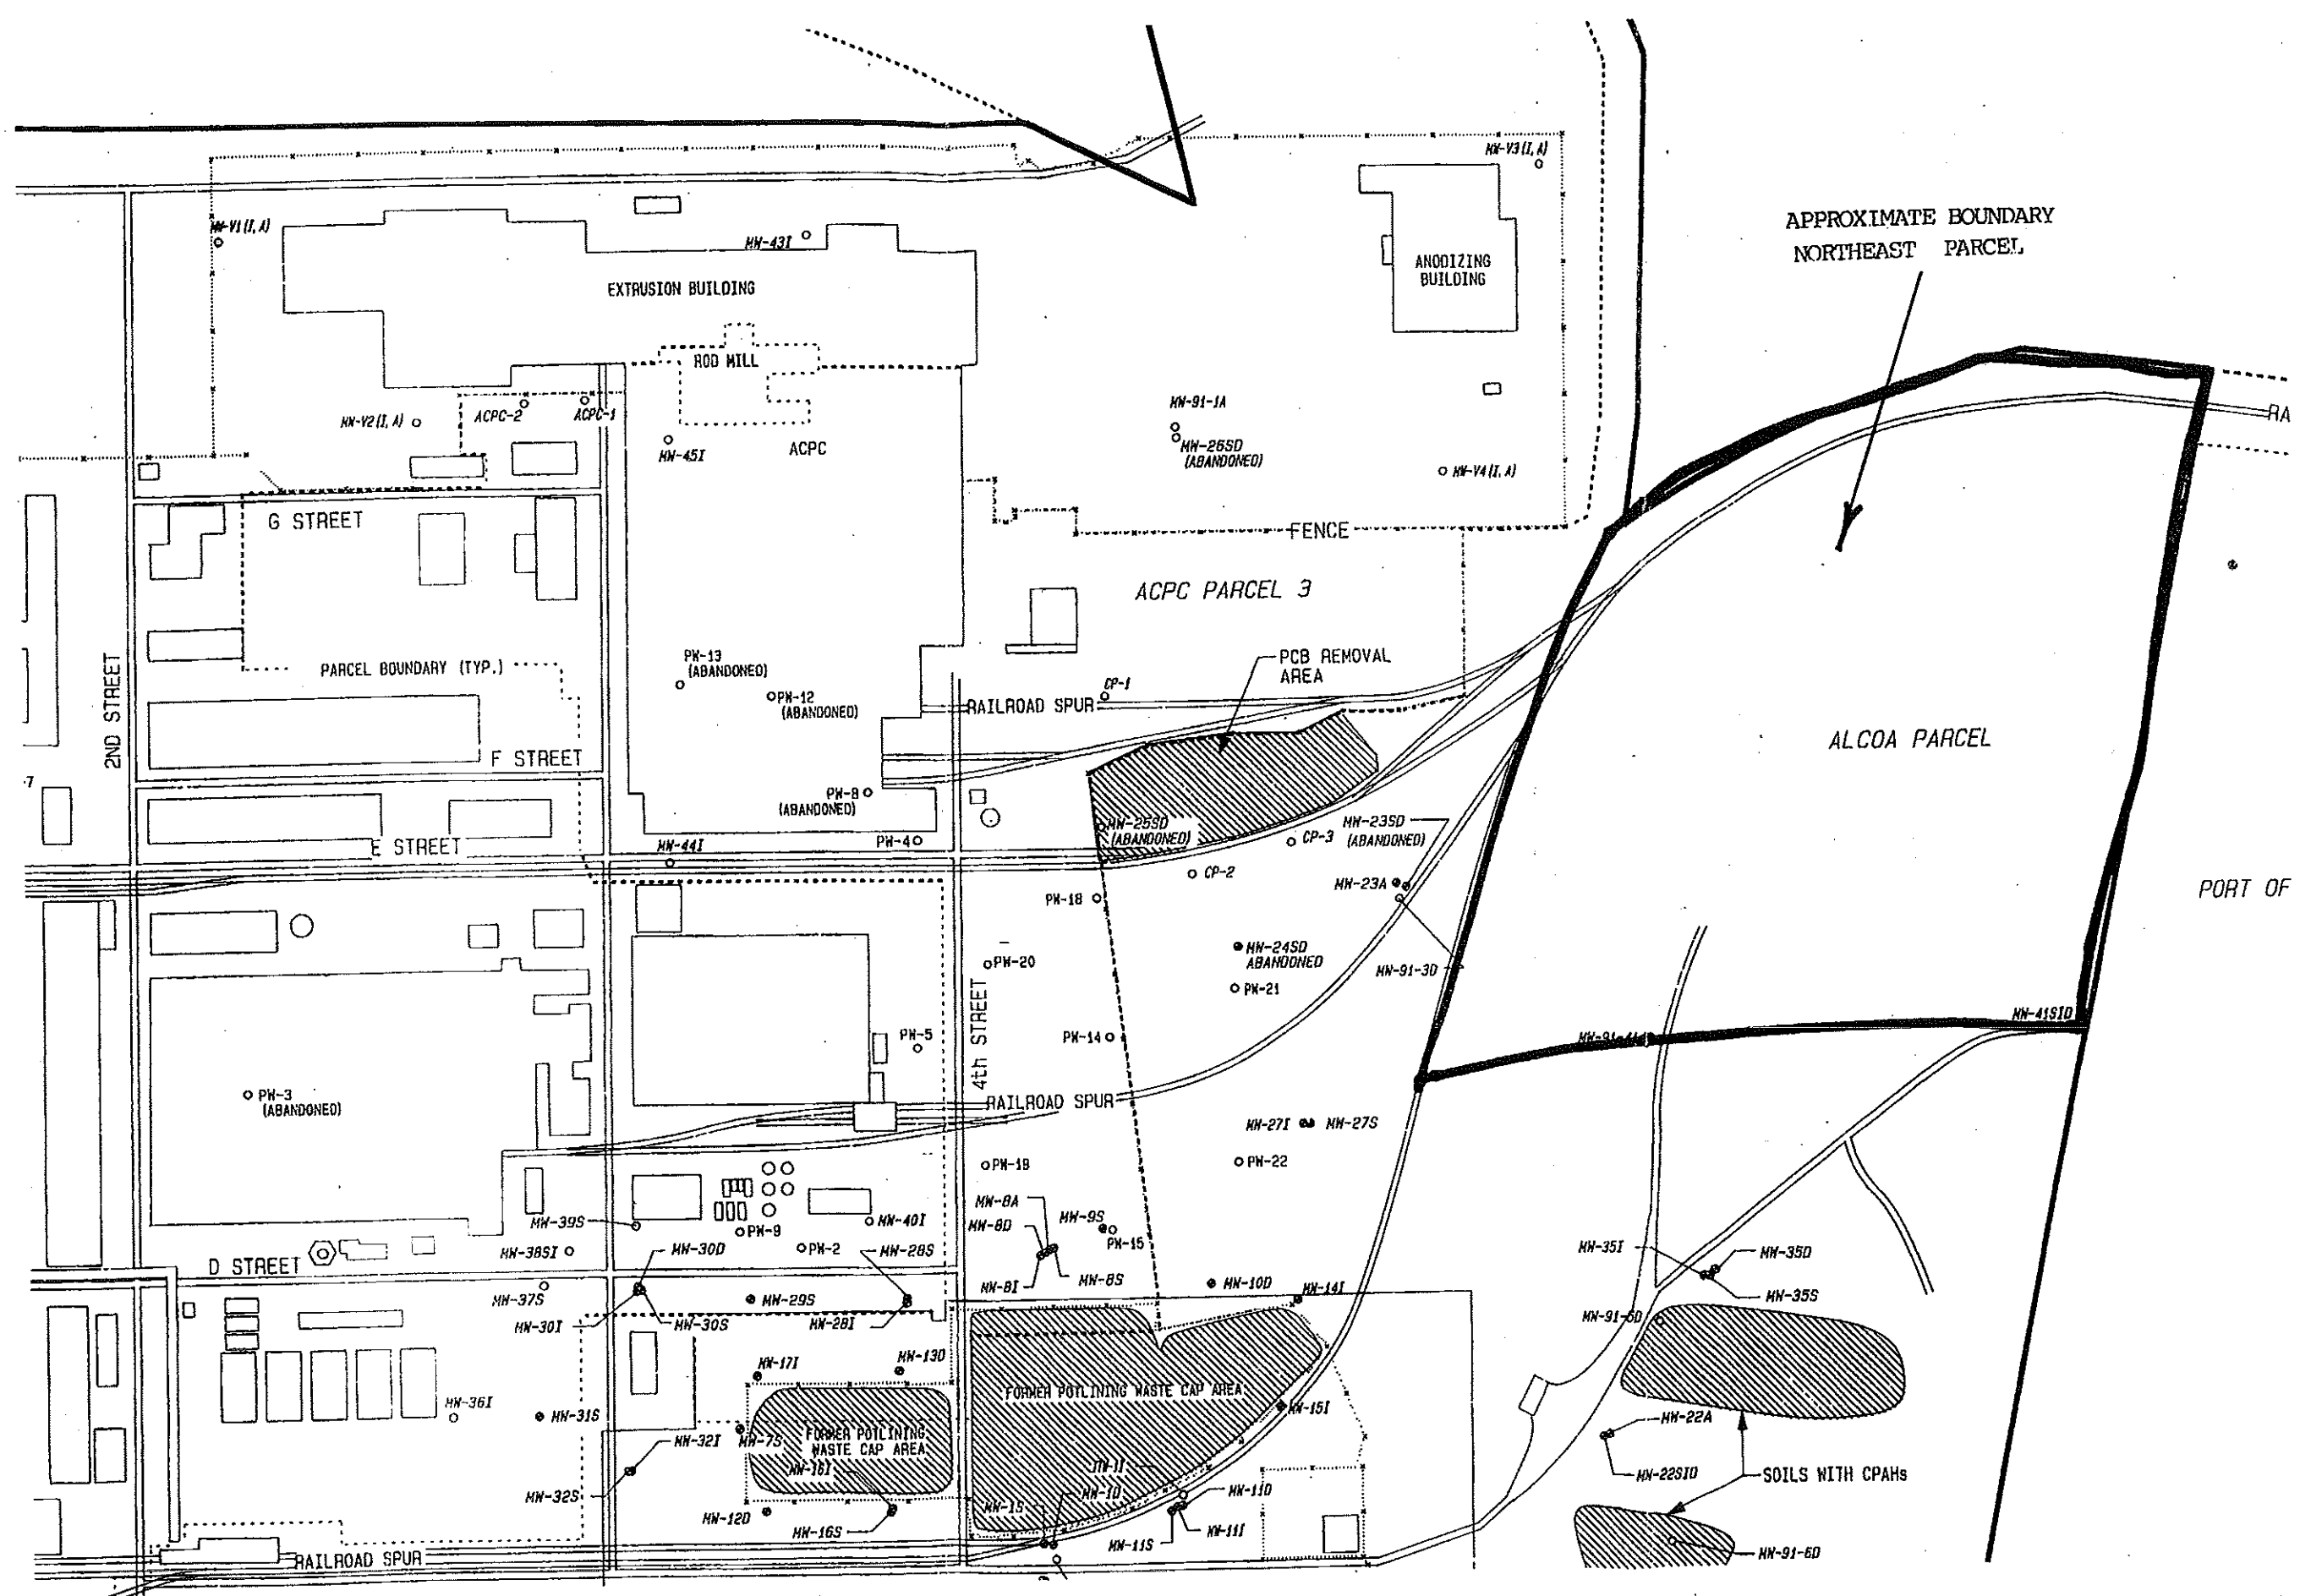 MW-V3(I, A)
APPROXIMATE BOUNDARY
NORTHEAST PARCEL
MW-V1(I, A)
MW-43I
ANODIZING
BUILDING
EXTRUSION BUILDING
ROD MILL
MW-91-1A
RA
ACPC-2
ACPC-1
MW-V2(I, A)
MW-26SD
(ABANDONED)
MW-45I
ACPC
MW-V4(I, A)
G STREET
FENCE
ACPC PARCEL 3
2ND STREET
PARCEL BOUNDARY (TYP.)
PW-13
(ABANDONED)
PCB REMOVAL
AREA
PW-12
(ABANDONED)
CP-1
RAILROAD SPUR
ALCOA PARCEL
F STREET
-7
PW-8
(ABANDONED)
MW-25SD
(ABANDONED)
MW-23SD
(ABANDONED)
CP-3
E STREET
MW-44I
PW-4
CP-2
MW-23A
PORT OF
PW-18
MW-24SD
ABANDONED
PW-20
MW-91-3D
PW-21
4th STREET
MW-41SID
PW-14
PW-5
PW-3
(ABANDONED)
RAILROAD SPUR
MW-27I
MW-27S
PW-19
PW-22
MW-8A
MW-39S
MW-40I
MW-8D
MW-9S
PW-9
PW-15
MW-38SI
MW-30D
PW-2
MW-28S
MW-35I
MW-35D
D STREET
MW-8I
MW-8S
MW-10D
MW-14I
MW-37S
MW-29S
MW-35S
MW-30I
MW-30S
MW-28I
MW-91-6D
MW-17I
MW-13D
FORMER POTLINING WASTE CAP AREA
MW-36I
MW-31S
MW-15I
MW-22A
MW-32I
MW-7S
FORMER POTLINING
WASTE CAP AREA
MW-16I
MW-22SID
SOILS WITH CPAHs
MW-32S
MW-1S
MW-1D
MW-11D
MW-12D
MW-16S
MW-11S
MW-11I
RAILROAD SPUR
MW-91-6D